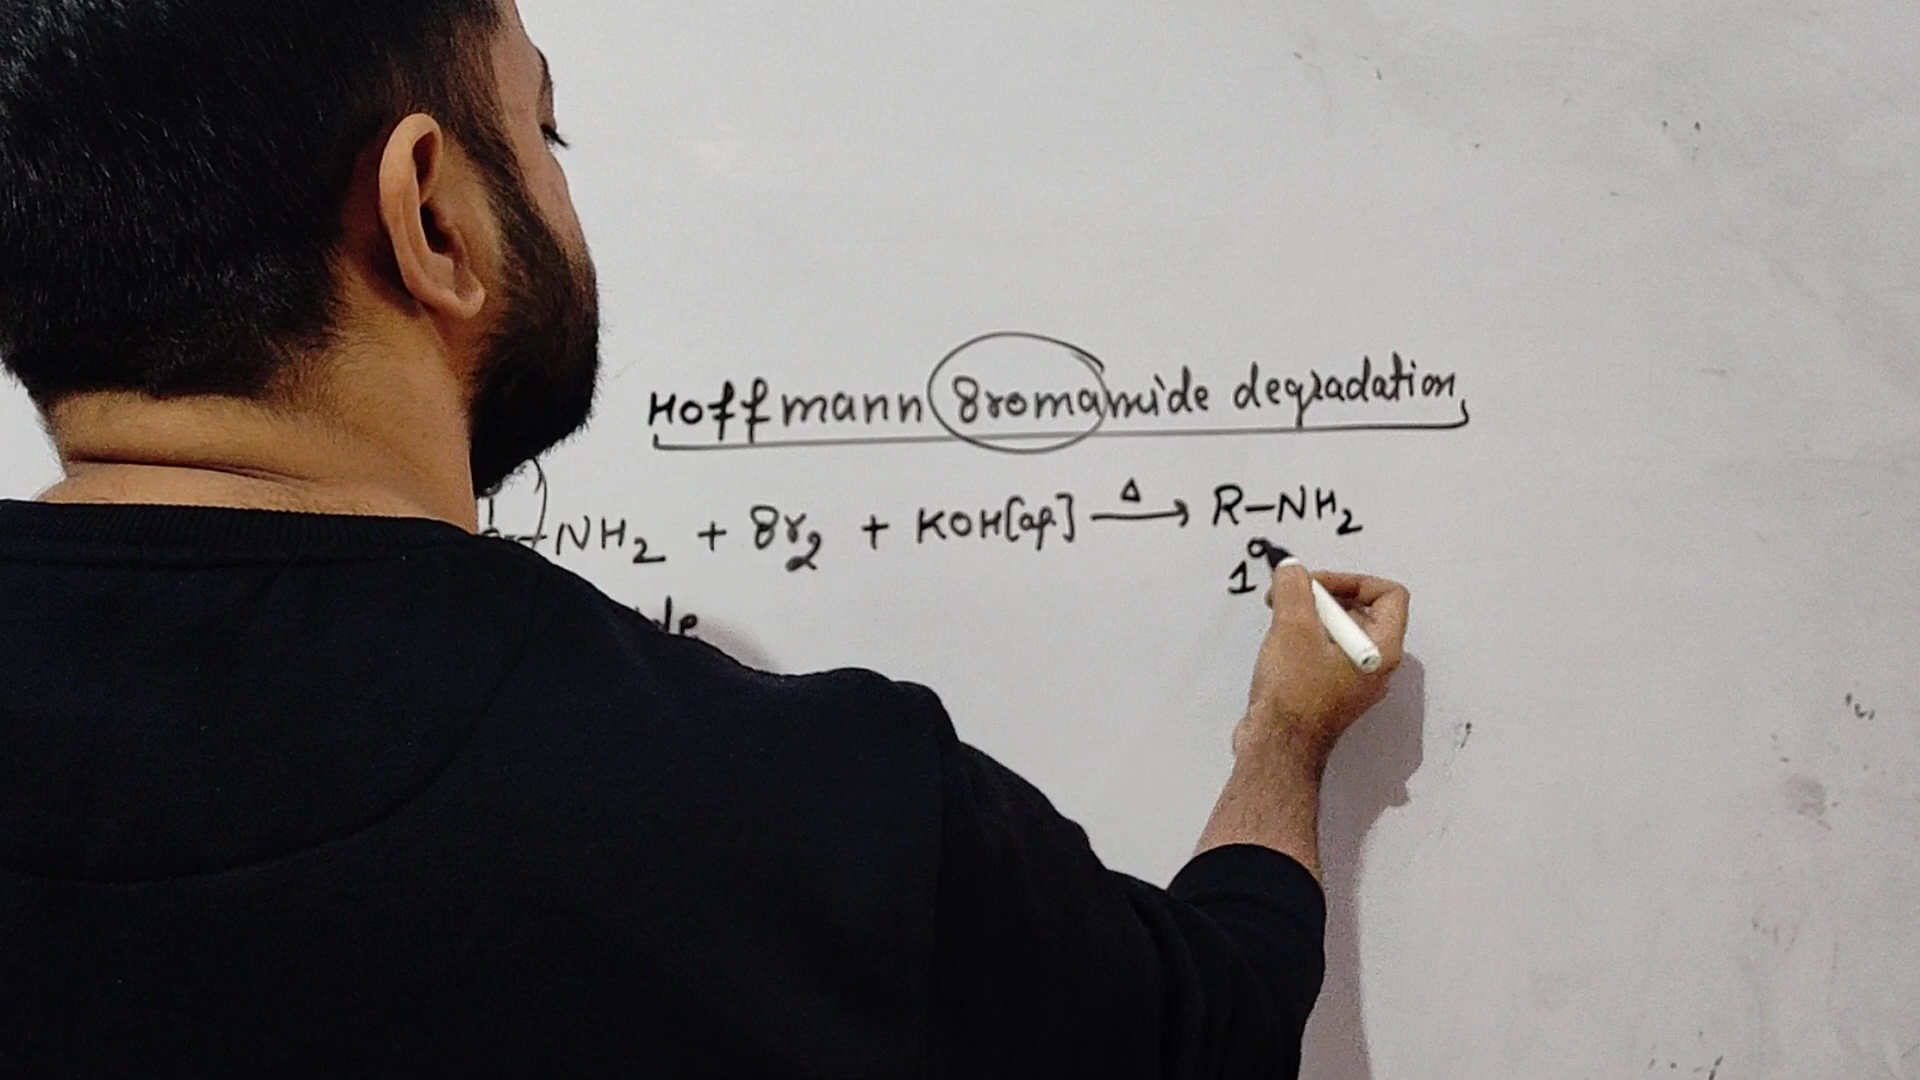 Hoffmann Bromamide degradation
NH2 + Br2 + KOH[aq] Δ → R-NH2
1°